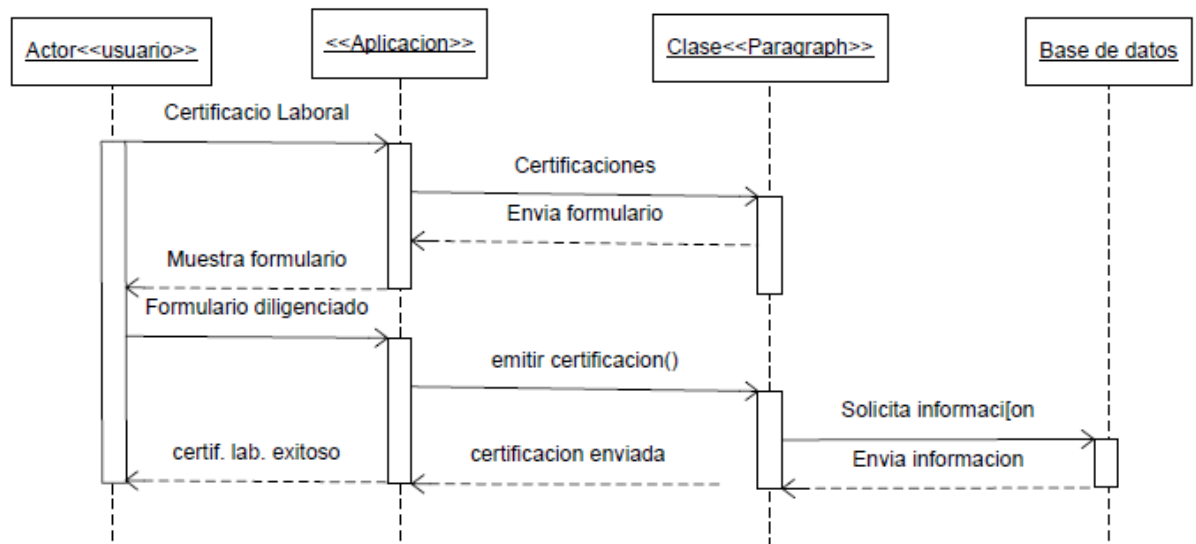 Actor<<usuario>>
<<Aplicacion>>
Clase<<Paragraph>>
Base de datos
Certificacio Laboral
Certificaciones
Envia formulario
Muestra formulario
Formulario diligenciado
emitir certificacion()
Solicita informaci[on
certif. lab. exitoso
certificacion enviada
Envia informacion